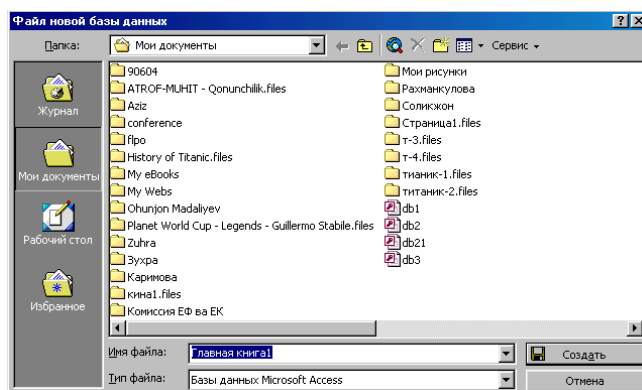 Файл новой базы данных
Папка:
Мои документы
Сервис
Журнал
Мои документы
Рабочий стол
Избранное
90604
ATROF-MUHIT - Qonunchilik.files
Aziz
conference
flpo
History of Titanic.files
My eBooks
My Webs
Ohunjon Madaliyev
Planet World Cup - Legends - Guillermo Stabile.files
Zuhra
Зухра
Каримова
кина1.files
Комиссия ЕФ ва ЕК
Мои рисунки
Рахманкулова
Соликжон
Страница1.files
т-3.files
т-4.files
тианик-1.files
титаник-2.files
db1
db2
db21
db3
Имя файла:
Главная книга1
Создать
Тип файла:
Базы данных Microsoft Access
Отмена